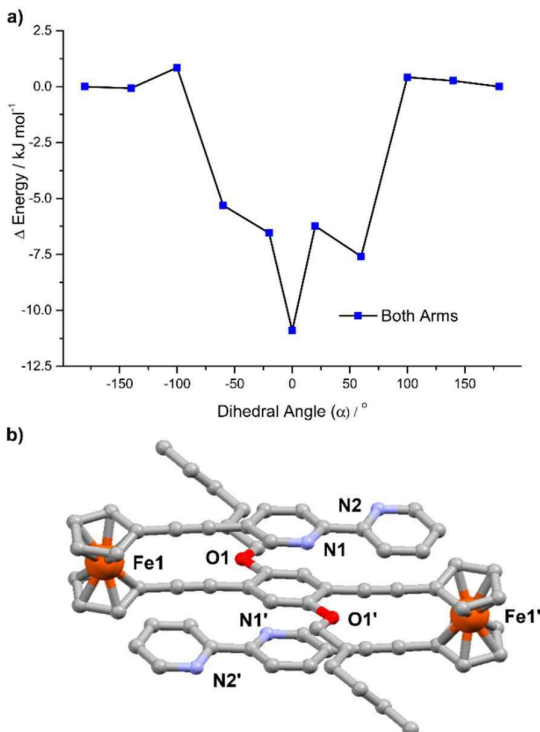 a)
2.5
0.0
-2.5
-5.0
-7.5
-10.0
-12.5
Δ Energy / kJ mol⁻¹
Both Arms
-150 -100 -50 0 50 100 150
Dihedral Angle (α) / °
b)
N2
O1 N1
Fe1
N1' O1' Fe1'
N2'